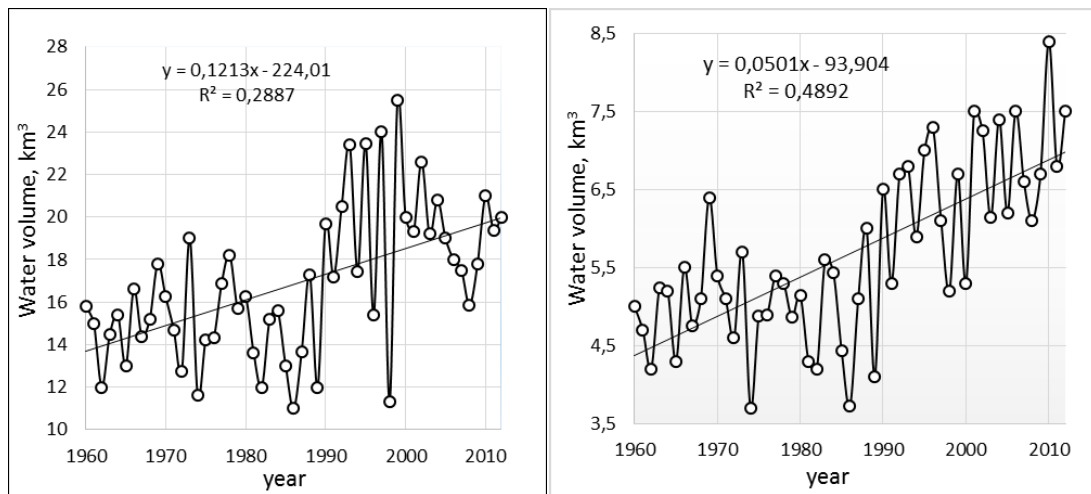 28
26
24
22
20
18
16
14
12
10
Water volume, km³
y = 0,1213x - 224,01
R² = 0,2887
1960 1970 1980 1990 2000 2010
year
8,5
7,5
6,5
5,5
4,5
3,5
Water volume, km³
y = 0,0501x - 93,904
R² = 0,4892
1960 1970 1980 1990 2000 2010
year